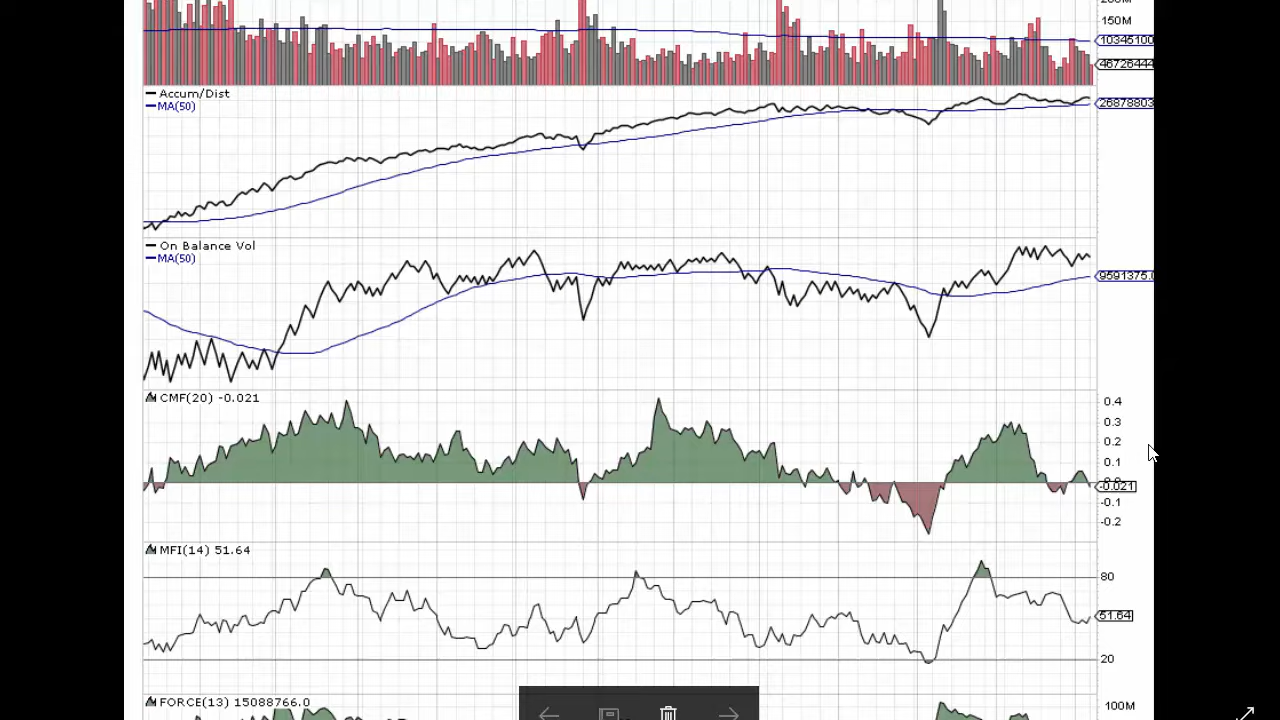 150M
10345100
46726444
Accum/Dist
MA(50)
26878803
On Balance Vol
MA(50)
9591375.0
CMF(20) -0.021
0.4
0.3
0.2
0.1
-0.021
-0.1
-0.2
MFI(14) 51.64
80
51.64
20
FORCE(13) 15088766.0
100M